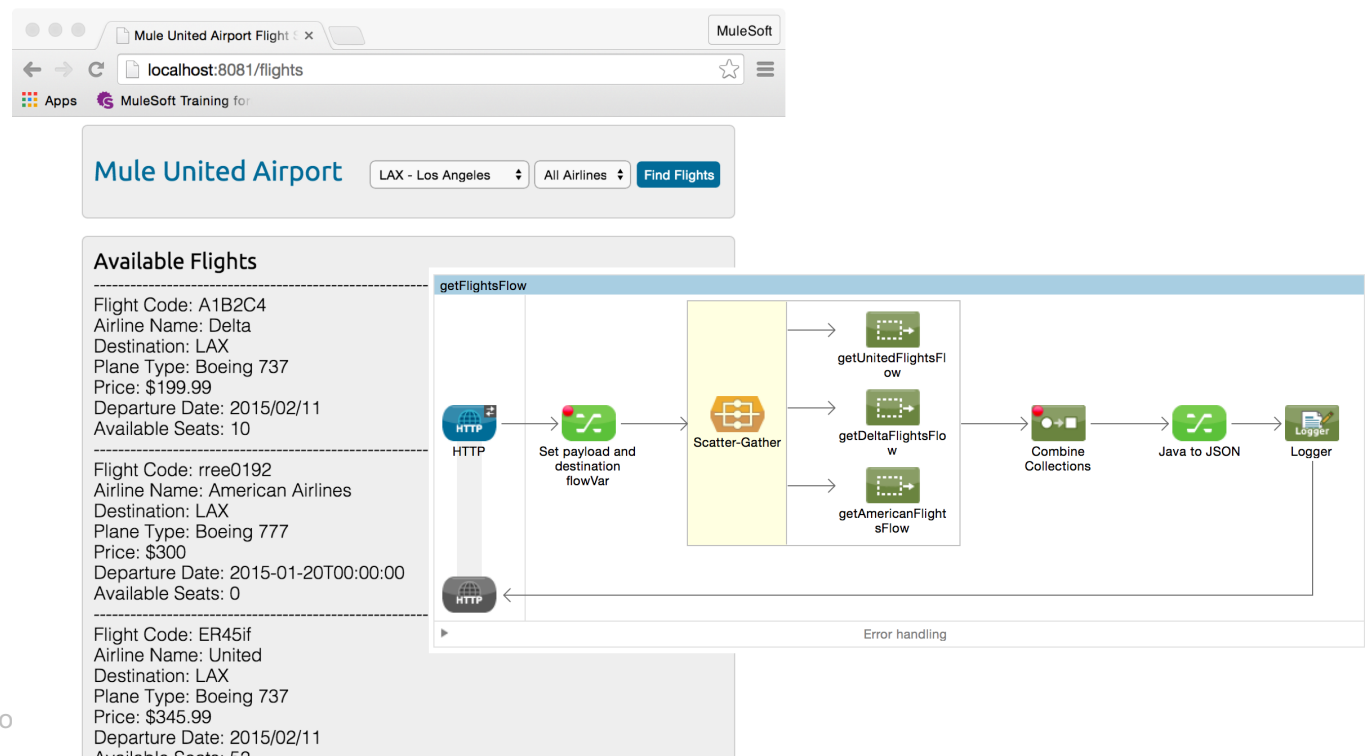 Mule United Airport Flight S
MuleSoft
localhost:8081/flights
Apps
MuleSoft Training for
Mule United Airport
LAX - Los Angeles
All Airlines
Find Flights
Available Flights
Flight Code: A1B2C4
Airline Name: Delta
Destination: LAX
Plane Type: Boeing 737
Price: $199.99
Departure Date: 2015/02/11
Available Seats: 10
Flight Code: rree0192
Airline Name: American Airlines
Destination: LAX
Plane Type: Boeing 777
Price: $300
Departure Date: 2015-01-20T00:00:00
Available Seats: 0
Flight Code: ER45if
Airline Name: United
Destination: LAX
Plane Type: Boeing 737
Price: $345.99
Departure Date: 2015/02/11
Available Seats: 52
getFlightsFlow
HTTP
HTTP
Set payload and
destination
flowVar
Scatter-Gather
getUnitedFlightsFl
ow
getDeltaFlightsFlo
w
getAmericanFlight
sFlow
Combine
Collections
Java to JSON
Logger
Logger
HTTP
Error handling
o